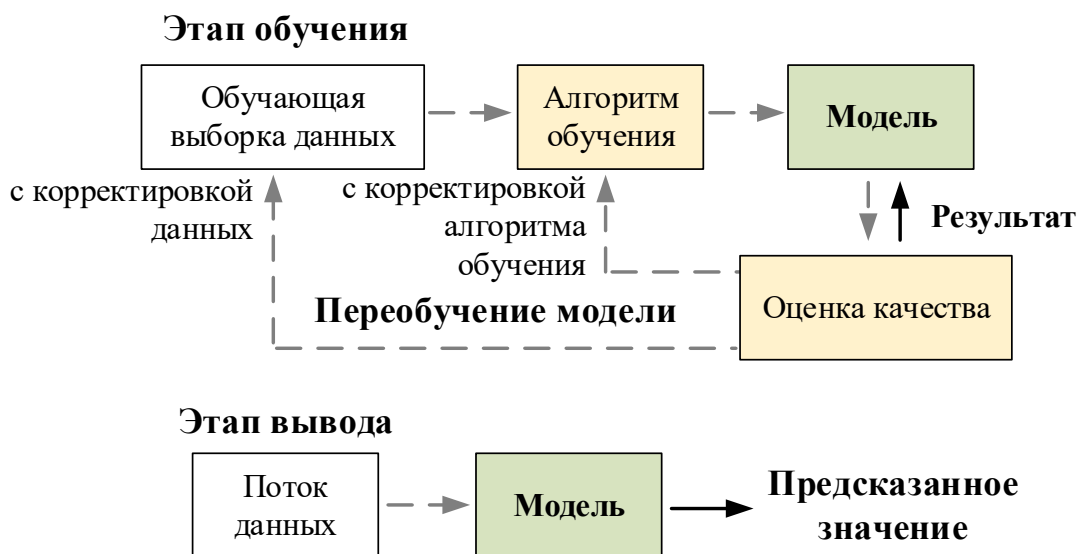 Этап обучения
Обучающая
выборка данных
Алгоритм
обучения
Модель
с корректировкой
данных
с корректировкой
алгоритма
обучения
Результат
Переобучение модели
Оценка качества
Этап вывода
Поток
данных
Модель
Предсказанное
значение